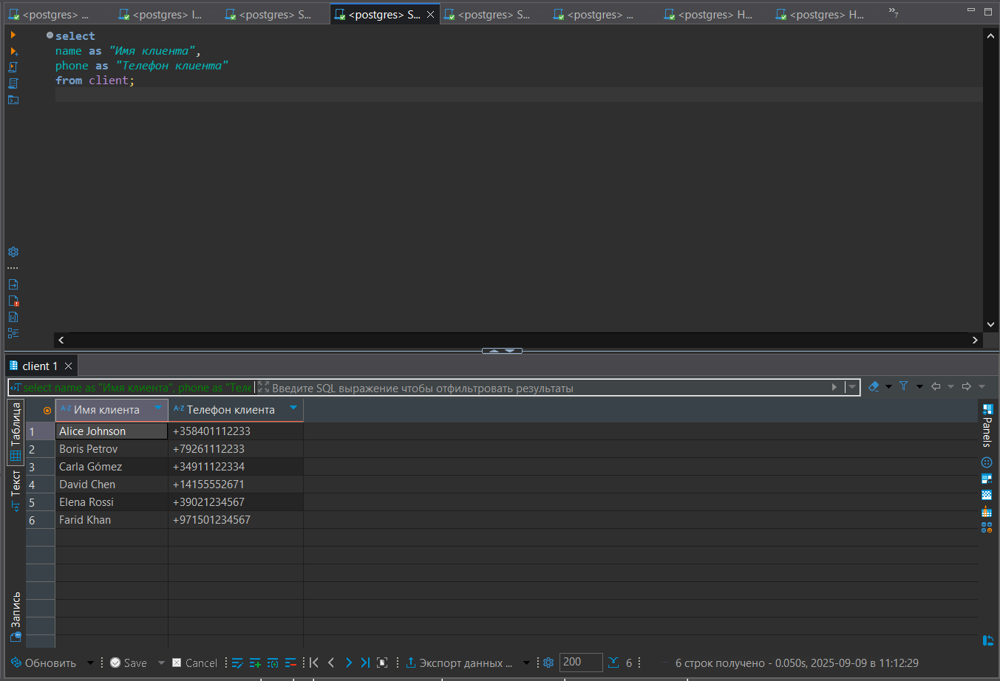 <postgres> ...
<postgres> I...
<postgres> S...
<postgres> S...
<postgres> S...
<postgres> ...
<postgres> H...
<postgres> H...
»7
select
name as "Имя клиента",
phone as "Телефон клиента"
from client;
client 1
select name as "Имя клиента", phone as "Теле
Введите SQL выражение чтобы отфильтровать результаты
Таблица
Текст
Запись
Panels
A-Z Имя клиента
A-Z Телефон клиента
1 Alice Johnson +358401112233
2 Boris Petrov +79261112233
3 Carla Gómez +34911122334
4 David Chen +14155552671
5 Elena Rossi +39021234567
6 Farid Khan +971501234567
Обновить
Save
Cancel
Экспорт данных ...
200
6
6 строк получено - 0.050s, 2025-09-09 в 11:12:29